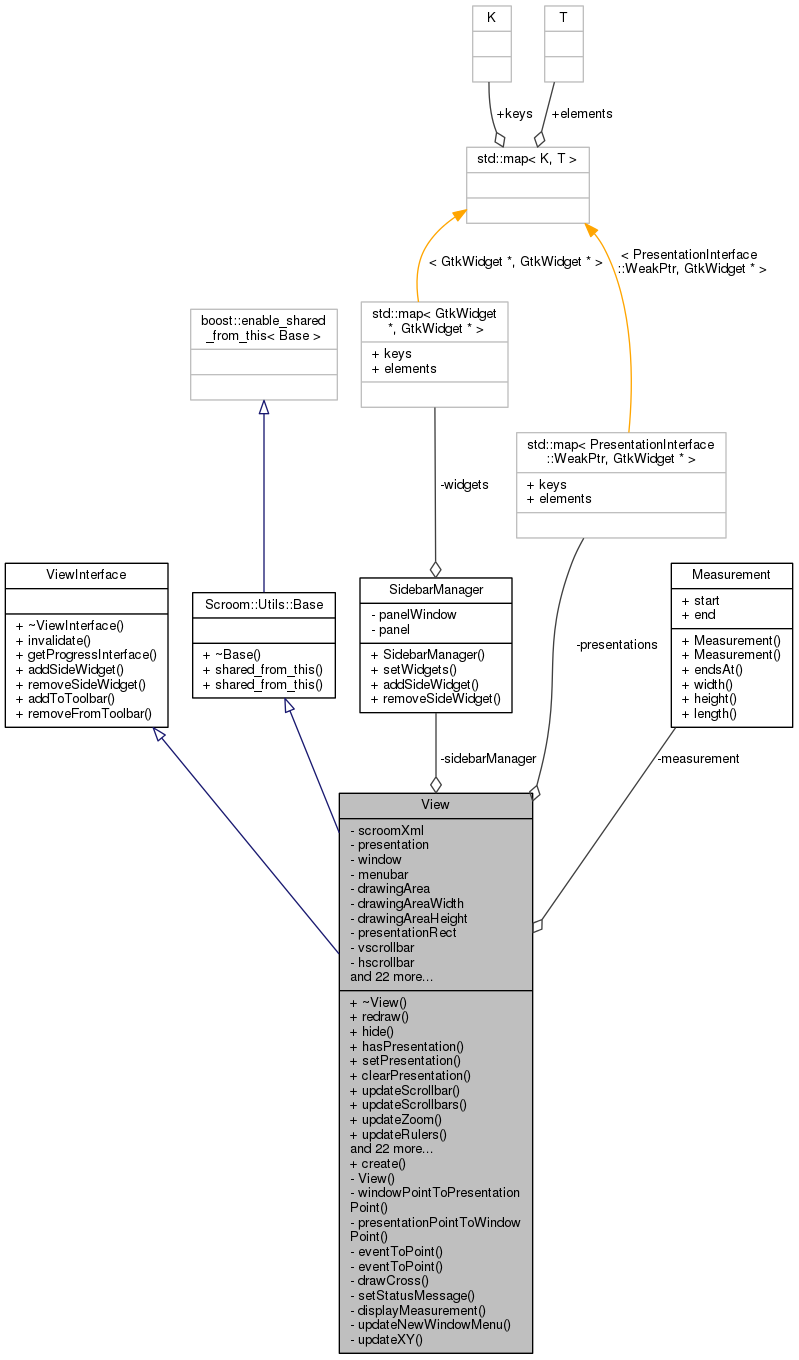 K
T
+keys
+elements
std::map< K, T >
< GtkWidget *, GtkWidget * >
< PresentationInterface
::WeakPtr, GtkWidget * >
boost::enable_shared
_from_this< Base >
std::map< GtkWidget
*, GtkWidget * >
+ keys
+ elements
std::map< PresentationInterface
::WeakPtr, GtkWidget * >
+ keys
+ elements
-widgets
ViewInterface
+ ~ViewInterface()
+ invalidate()
+ getProgressInterface()
+ addSideWidget()
+ removeSideWidget()
+ addToToolbar()
+ removeFromToolbar()
Scroom::Utils::Base
+ ~Base()
+ shared_from_this()
+ shared_from_this()
SidebarManager
- panelWindow
- panel
+ SidebarManager()
+ setWidgets()
+ addSideWidget()
+ removeSideWidget()
-presentations
Measurement
+ start
+ end
+ Measurement()
+ Measurement()
+ endsAt()
+ width()
+ height()
+ length()
-sidebarManager
-measurement
View
- scroomXml
- presentation
- window
- menubar
- drawingArea
- drawingAreaWidth
- drawingAreaHeight
- presentationRect
- vscrollbar
- hscrollbar
and 22 more...
+ ~View()
+ redraw()
+ hide()
+ hasPresentation()
+ setPresentation()
+ clearPresentation()
+ updateScrollbar()
+ updateScrollbars()
+ updateZoom()
+ updateRulers()
and 22 more...
+ create()
- View()
- windowPointToPresentation
Point()
- presentationPointToWindow
Point()
- eventToPoint()
- eventToPoint()
- drawCross()
- setStatusMessage()
- displayMeasurement()
- updateNewWindowMenu()
- updateXY()